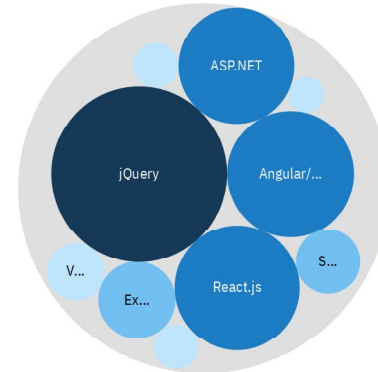 ASP.NET
jQuery
Angular/...
V...
Ex...
React.js
S...